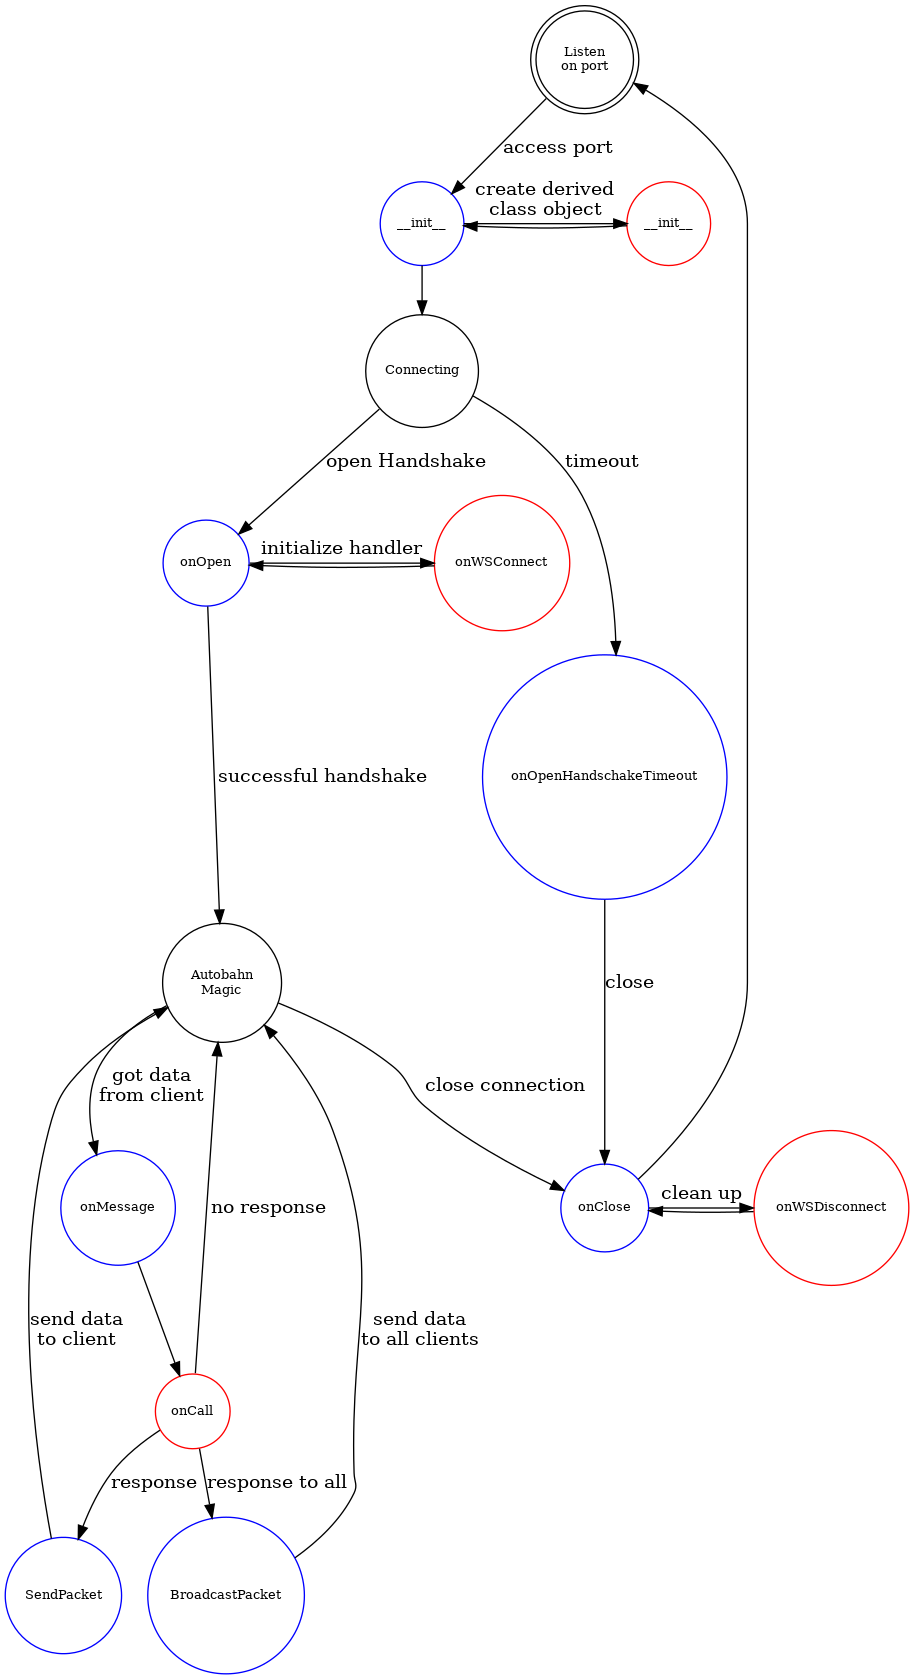 Listen
on port
access port
create derived
class object
__init__
__init__
Connecting
open Handshake
timeout
initialize handler
onOpen
onWSConnect
successful handshake
onOpenHandschakeTimeout
Autobahn
Magic
close
got data
from client
close connection
onMessage
no response
onClose
clean up
onWSDisconnect
send data
to client
send data
to all clients
onCall
response
response to all
SendPacket
BroadcastPacket